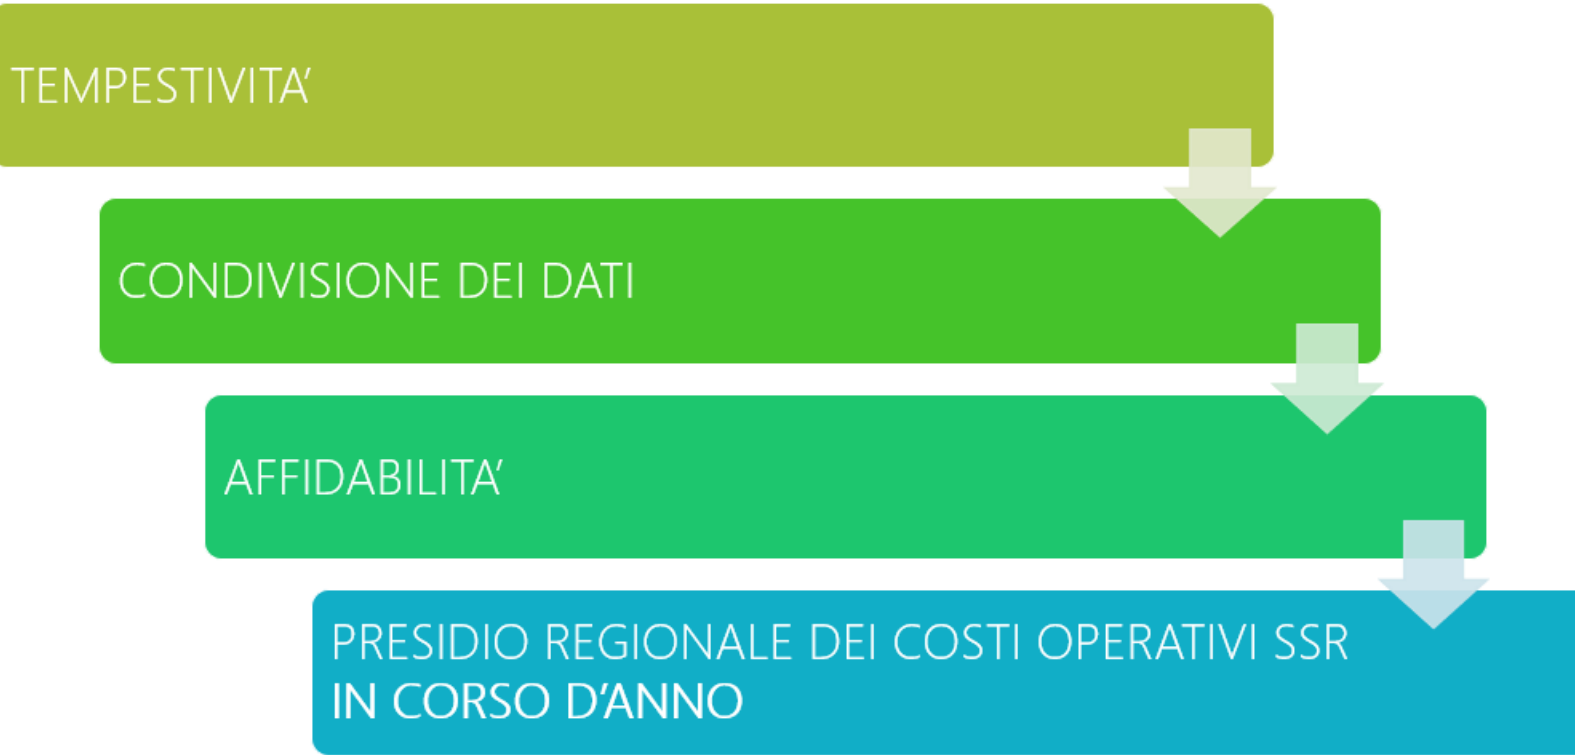 TEMPESTIVITA’
CONDIVISIONE DEI DATI
AFFIDABILITA’
PRESIDIO REGIONALE DEI COSTI OPERATIVI SSR
IN CORSO D’ANNO